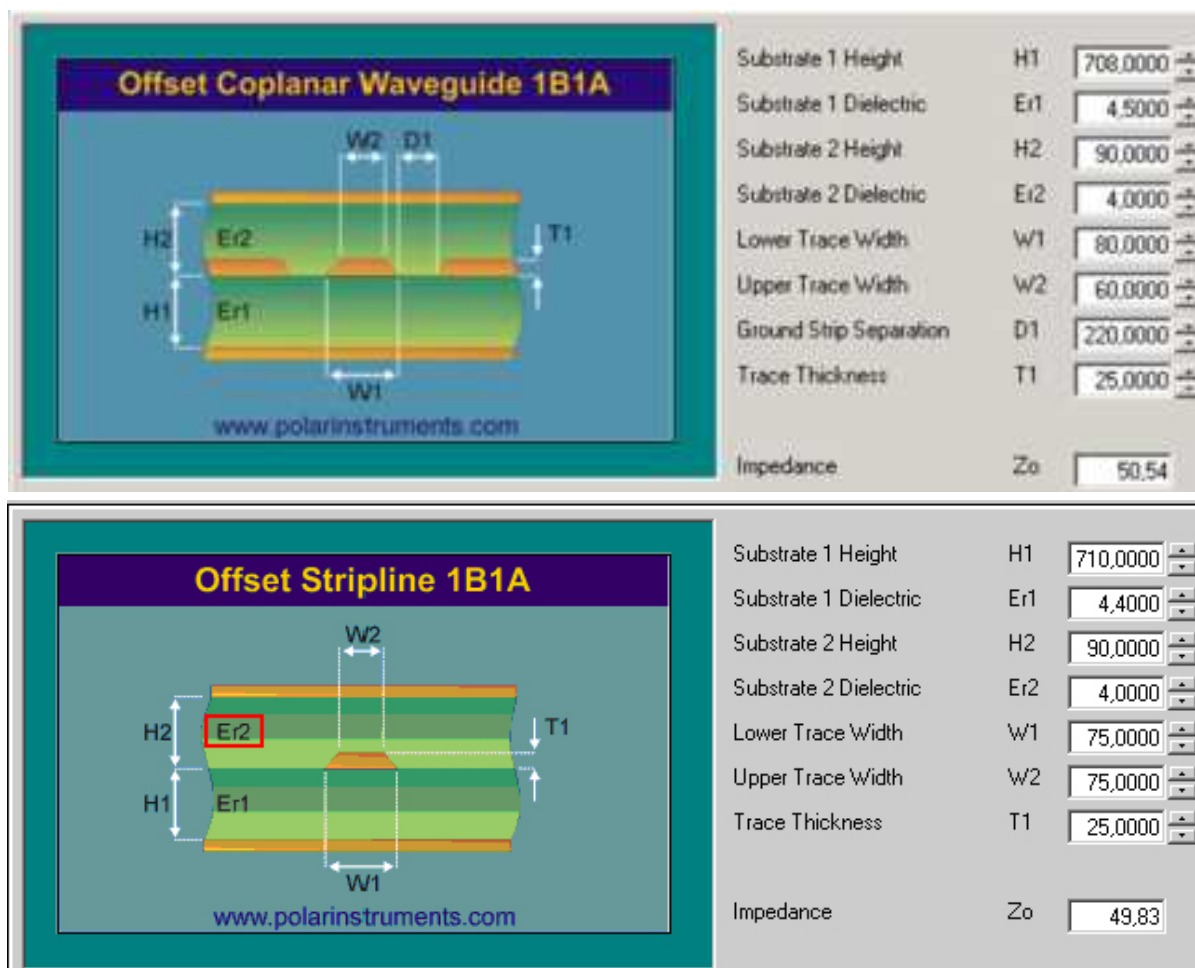 Offset Coplanar Waveguide 1B1A
W2 D1
H2 Er2 T1
H1 Er1
W1
www.polarinstruments.com
Substrate 1 Height H1 708,0000
Substrate 1 Dielectric Er1 4,5000
Substrate 2 Height H2 90,0000
Substrate 2 Dielectric Er2 4,0000
Lower Trace Width W1 80,0000
Upper Trace Width W2 60,0000
Ground Strip Separation D1 220,0000
Trace Thickness T1 25,0000
Impedance Zo 50,54
Offset Stripline 1B1A
W2
H2 Er2 T1
H1 Er1
W1
www.polarinstruments.com
Substrate 1 Height H1 710,0000
Substrate 1 Dielectric Er1 4,4000
Substrate 2 Height H2 90,0000
Substrate 2 Dielectric Er2 4,0000
Lower Trace Width W1 75,0000
Upper Trace Width W2 75,0000
Trace Thickness T1 25,0000
Impedance Zo 49,83